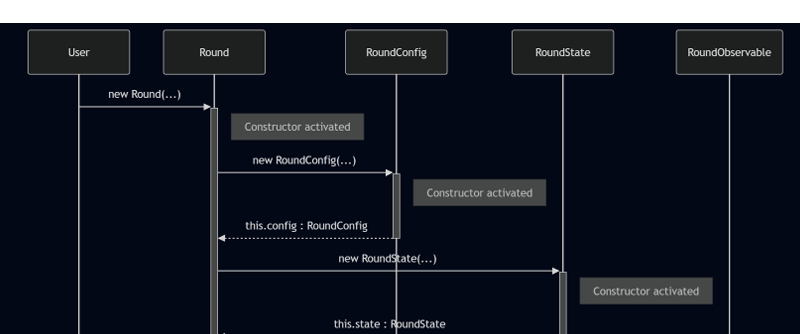 User
Round
RoundConfig
RoundState
RoundObservable
new Round(...)
Constructor activated
new RoundConfig(...)
Constructor activated
this.config : RoundConfig
new RoundState(...)
Constructor activated
this.state : RoundState